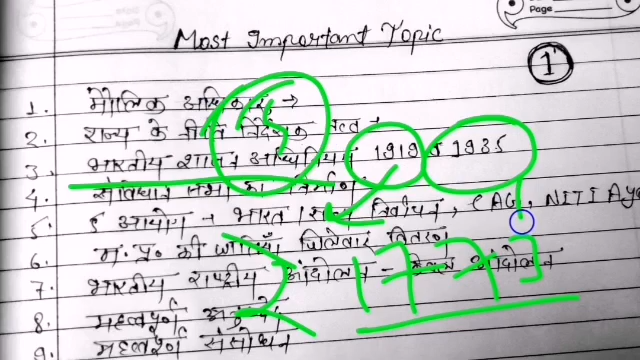 Page
Most Important Topic
1
1. मौलिक अधिकार →
2. राज्य के नीति निदेशक तत्व →
3. भारतीय शासन अधिनियम 1919 व 1935
4. संविधान सभा का निर्माण
5. आयोग → भारत निर्वाचन, CAG, NITI Ayo
6. म.प्र. की जातियाँ जिलेवार वितरण
7. भारतीय राष्ट्रीय आंदोलन - आंदोलन
8. महत्वपूर्ण
9. महत्वपूर्ण संशोधन
1773